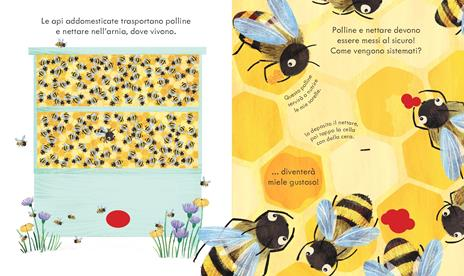 Le api addomesticate trasportano polline
e nettare nell'arnia, dove vivono.
Polline e nettare devono
essere messi al sicuro!
Come vengono sistemati?
Questo polline
servirà a nutrire
le mie sorelle.
Io deposito il nettare,
poi tappo la cella
con della cera.
... diventerà
miele gustoso!